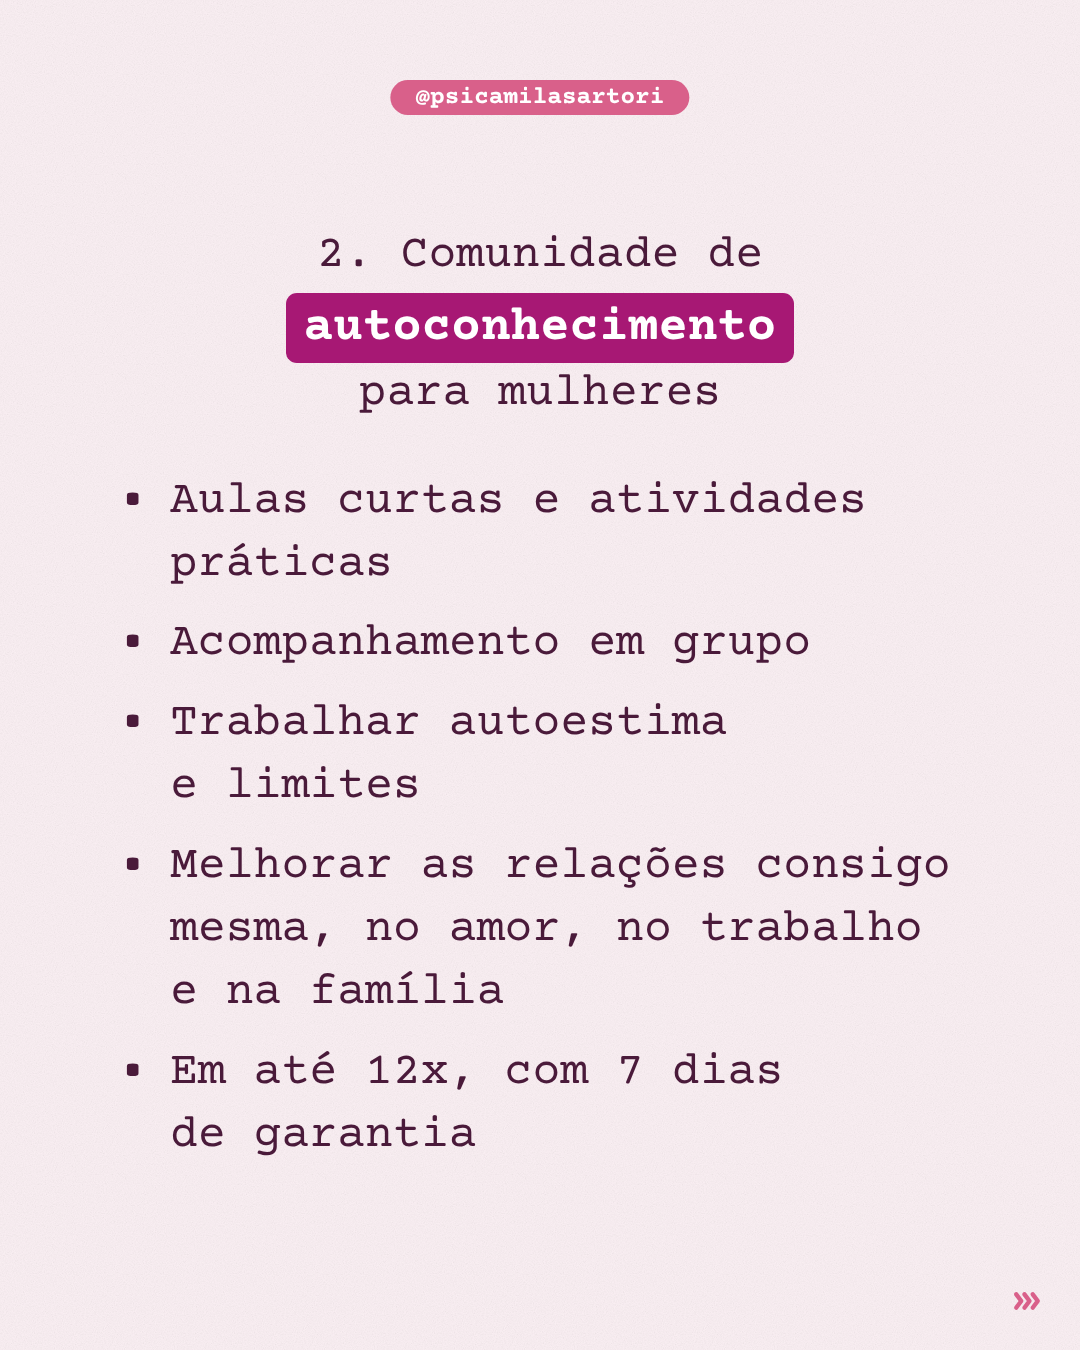 @psicamilasartori
2. Comunidade de
autoconhecimento
para mulheres
▪ Aulas curtas e atividades
práticas
▪ Acompanhamento em grupo
▪ Trabalhar autoestima
e limites
▪ Melhorar as relações consigo
mesma, no amor, no trabalho
e na família
▪ Em até 12x, com 7 dias
de garantia